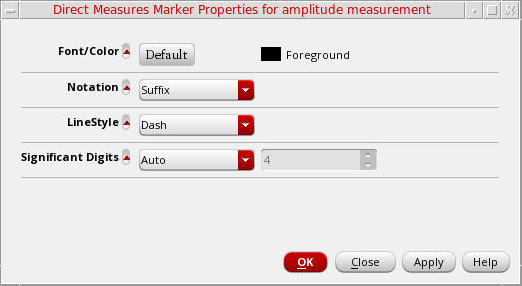 Direct Measures Marker Properties for amplitude measurement
Font/Color Default Foreground
Notation Suffix
LineStyle Dash
Significant Digits Auto 4
OK Close Apply Help